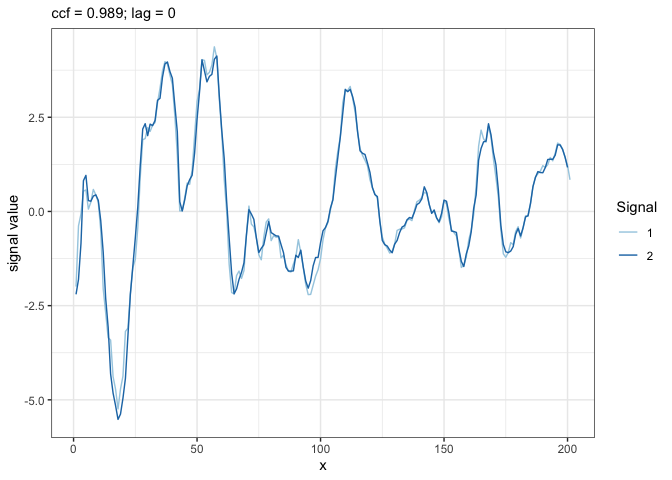 ccf = 0.989; lag = 0
signal value
2.5
0.0
-2.5
-5.0
0
50
100
150
200
x
Signal
1
2